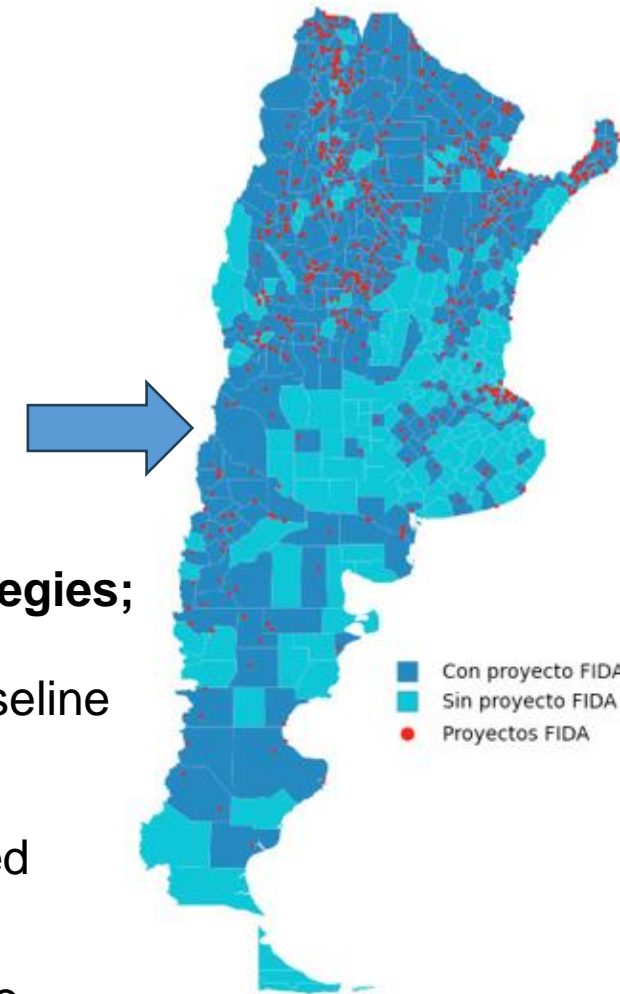 egies;
seline
ed
Con proyecto FIDA
Sin proyecto FIDA
Proyectos FIDA